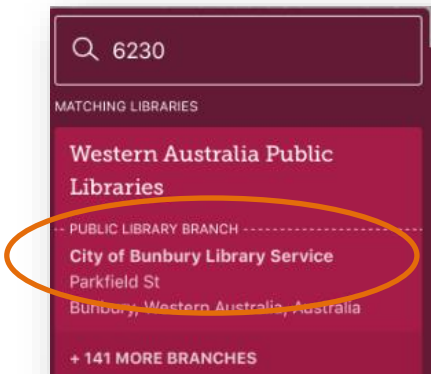 6230
MATCHING LIBRARIES
Western Australia Public
Libraries
PUBLIC LIBRARY BRANCH
City of Bunbury Library Service
Parkfield St
Bunbury, Western Australia, Australia
+ 141 MORE BRANCHES